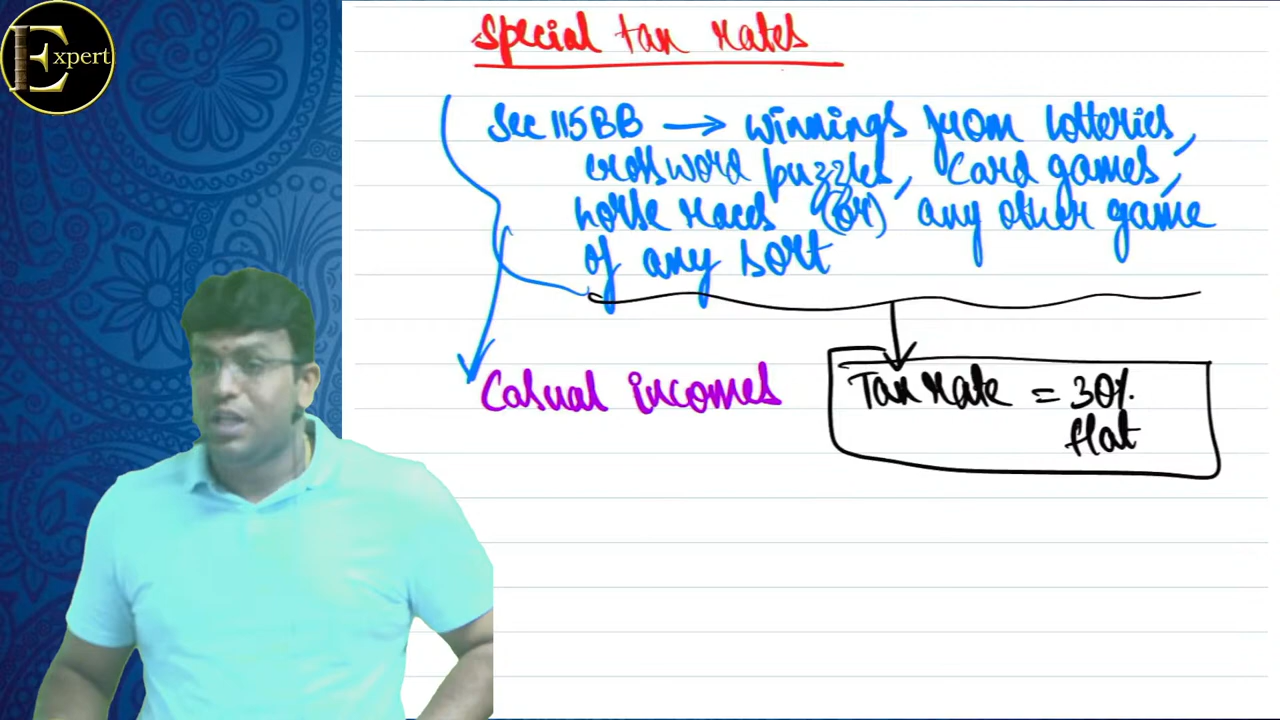 Expert
Special tax rates
Sec 115BB → winnings from lotteries,
crossword puzzles, card games,
horse races (or) any other game
of any sort
Casual incomes
Tax rate = 30%
flat